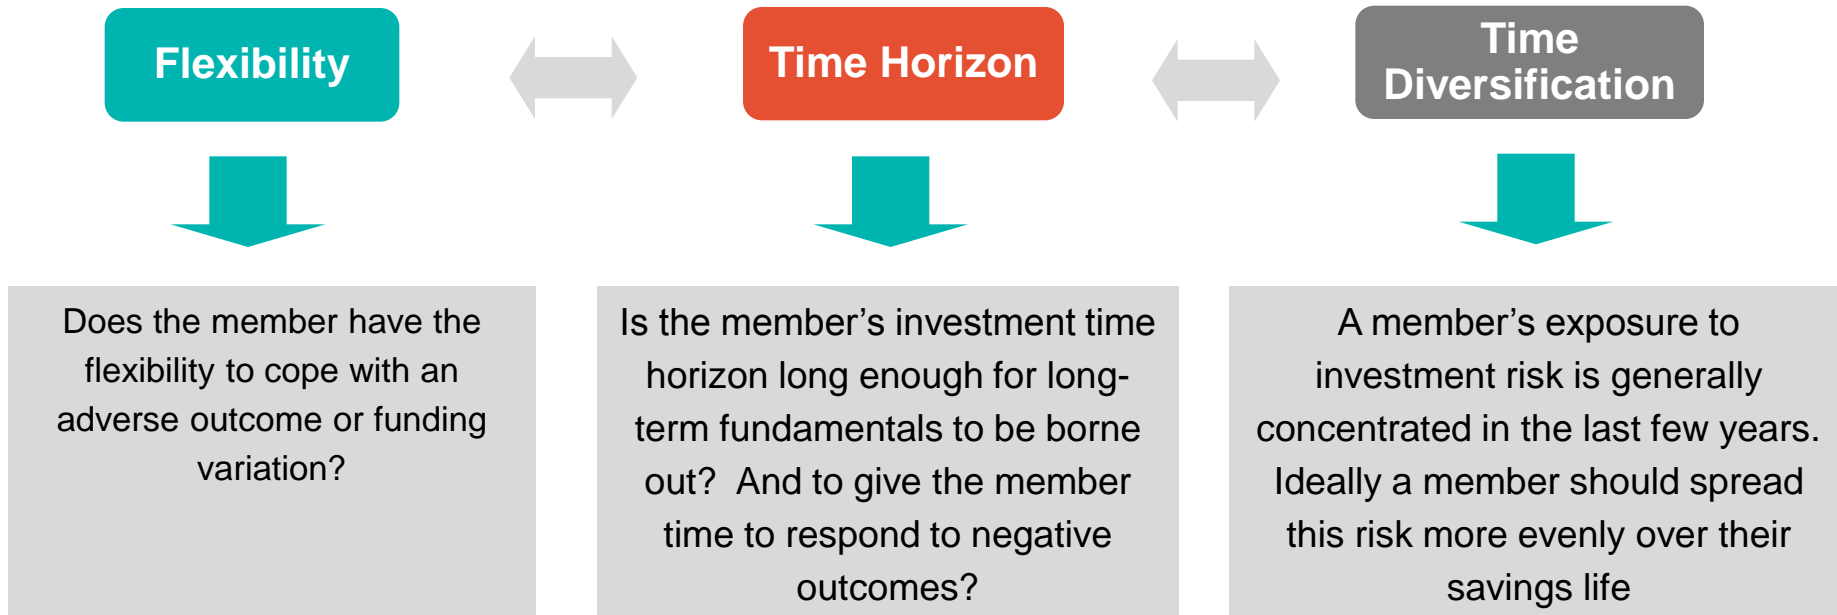 Flexibility
Time Horizon
Time
Diversification
Does the member have the
flexibility to cope with an
adverse outcome or funding
variation?
Is the member’s investment time
horizon long enough for long-
term fundamentals to be borne
out?  And to give the member
time to respond to negative
outcomes?
A member’s exposure to
investment risk is generally
concentrated in the last few years.
Ideally a member should spread
this risk more evenly over their
savings life